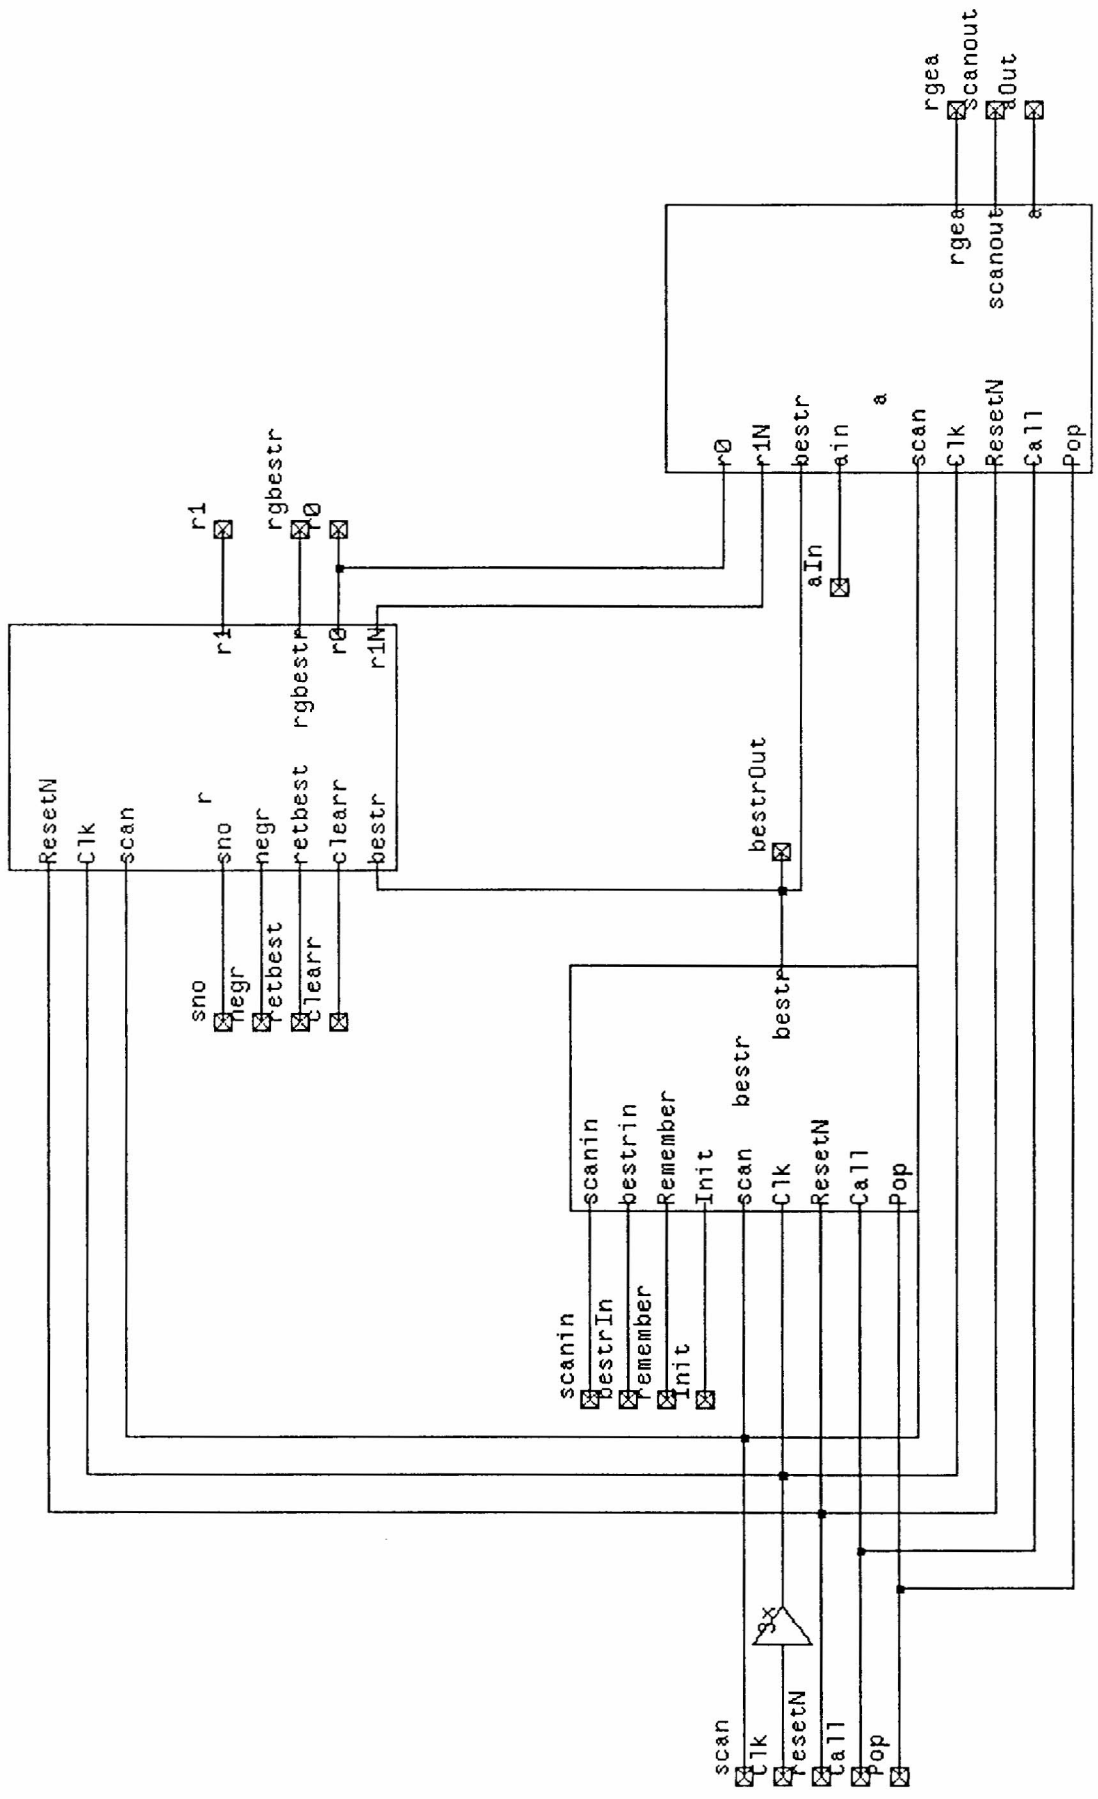 rgea
scanout
aOut
rgea
scanout
a
r0
r1N
bestr
ain
a
scan
Clk
ResetN
Call
Pop
aIn
r1
rgbestr
r0
r1
rgbestr
r0
r1N
ResetN
Clk
scan
r
sno
negr
retbest
clearr
bestr
sno
negr
retbest
clearr
bestrOut
bestr
bestr
scanin
bestrin
Remember
Init
scan
Clk
ResetN
Call
Pop
scanin
bestrIn
remember
Init
3x
scan
Clk
resetN
Call
Pop